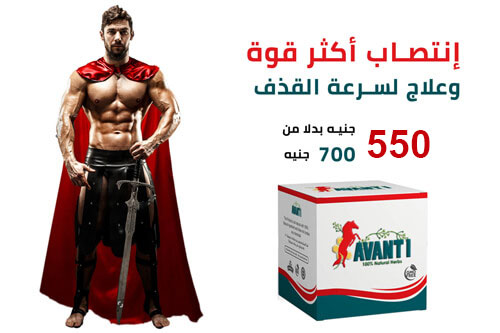 إنتصاب أكثر قوة
وعلاج لسرعة القذف
550 جنيه بدلا من
700 جنيه
AVANTI
100% Natural Herbs